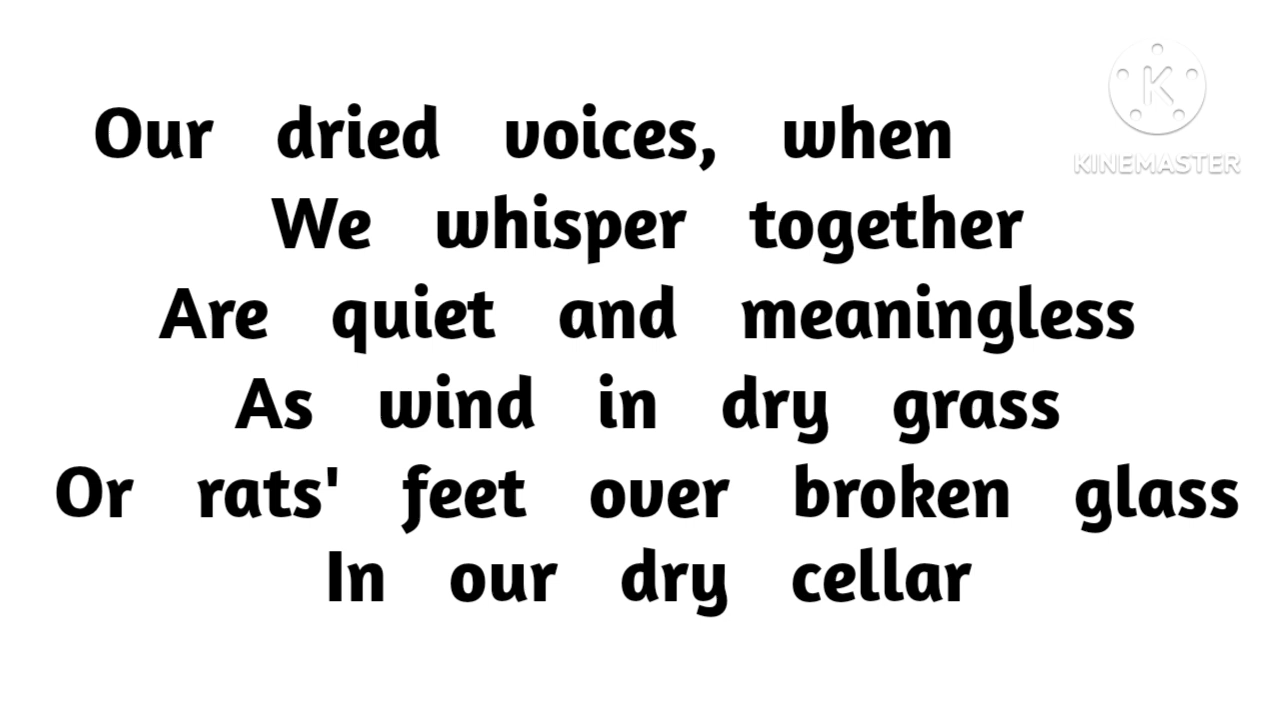 KINEMASTER
Our dried voices, when
We whisper together
Are quiet and meaningless
As wind in dry grass
Or rats' feet over broken glass
In our dry cellar